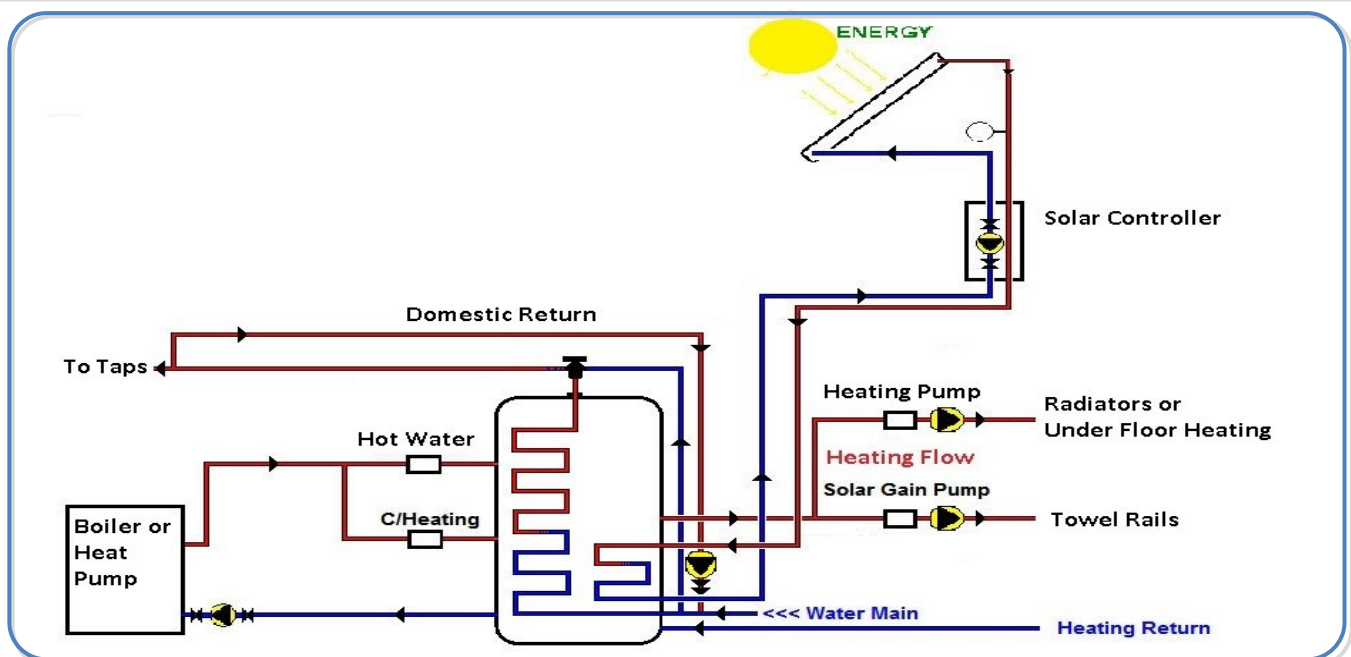 ENERGY
Solar Controller
Domestic Return
To Taps
Heating Pump
Radiators or
Under Floor Heating
Hot Water
Heating Flow
Solar Gain Pump
C/Heating
Towel Rails
Boiler or
Heat
Pump
<<< Water Main
Heating Return